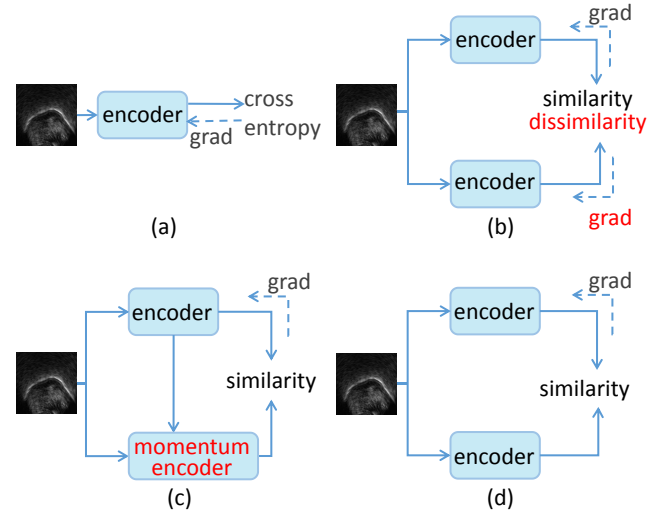 encoder
cross
grad
entropy
(a)
grad
encoder
similarity
dissimilarity
encoder
grad
(b)
grad
encoder
similarity
momentum
encoder
(c)
grad
encoder
similarity
encoder
(d)